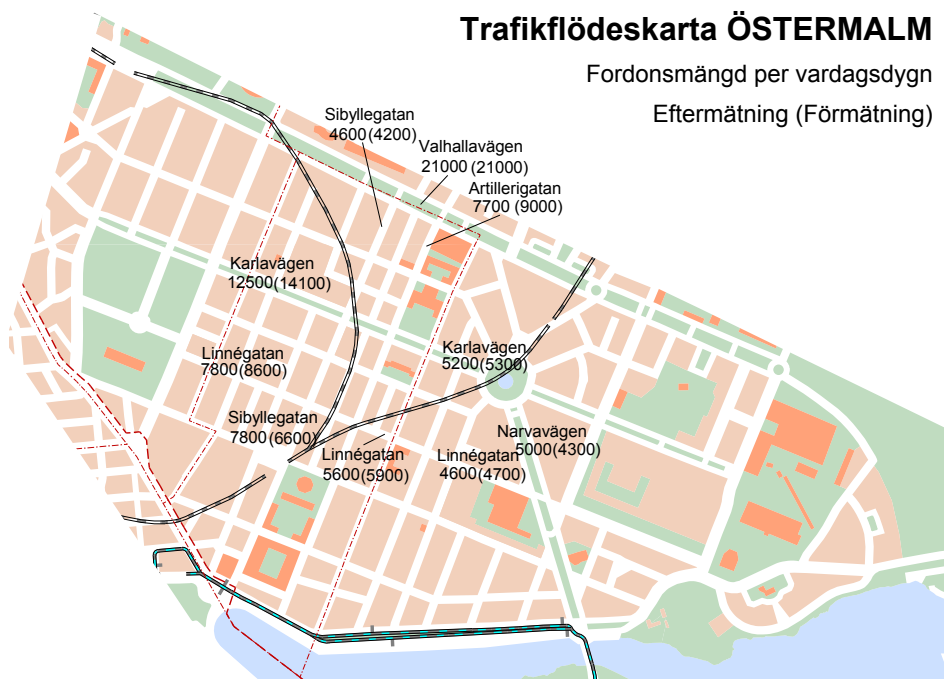 Trafikflödeskarta ÖSTERMALM
Fordonsmängd per vardagsdygn
Eftermätning (Förmätning)
Sibyllegatan
4600(4200)
Valhallavägen
21000 (21000)
Artillerigatan
7700 (9000)
Karlavägen
12500(14100)
Linnégatan
7800(8600)
Karlavägen
5200(5300)
Sibyllegatan
7800(6600)
Linnégatan
5600(5900)
Linnégatan
4600(4700)
Narvavägen
5000(4300)